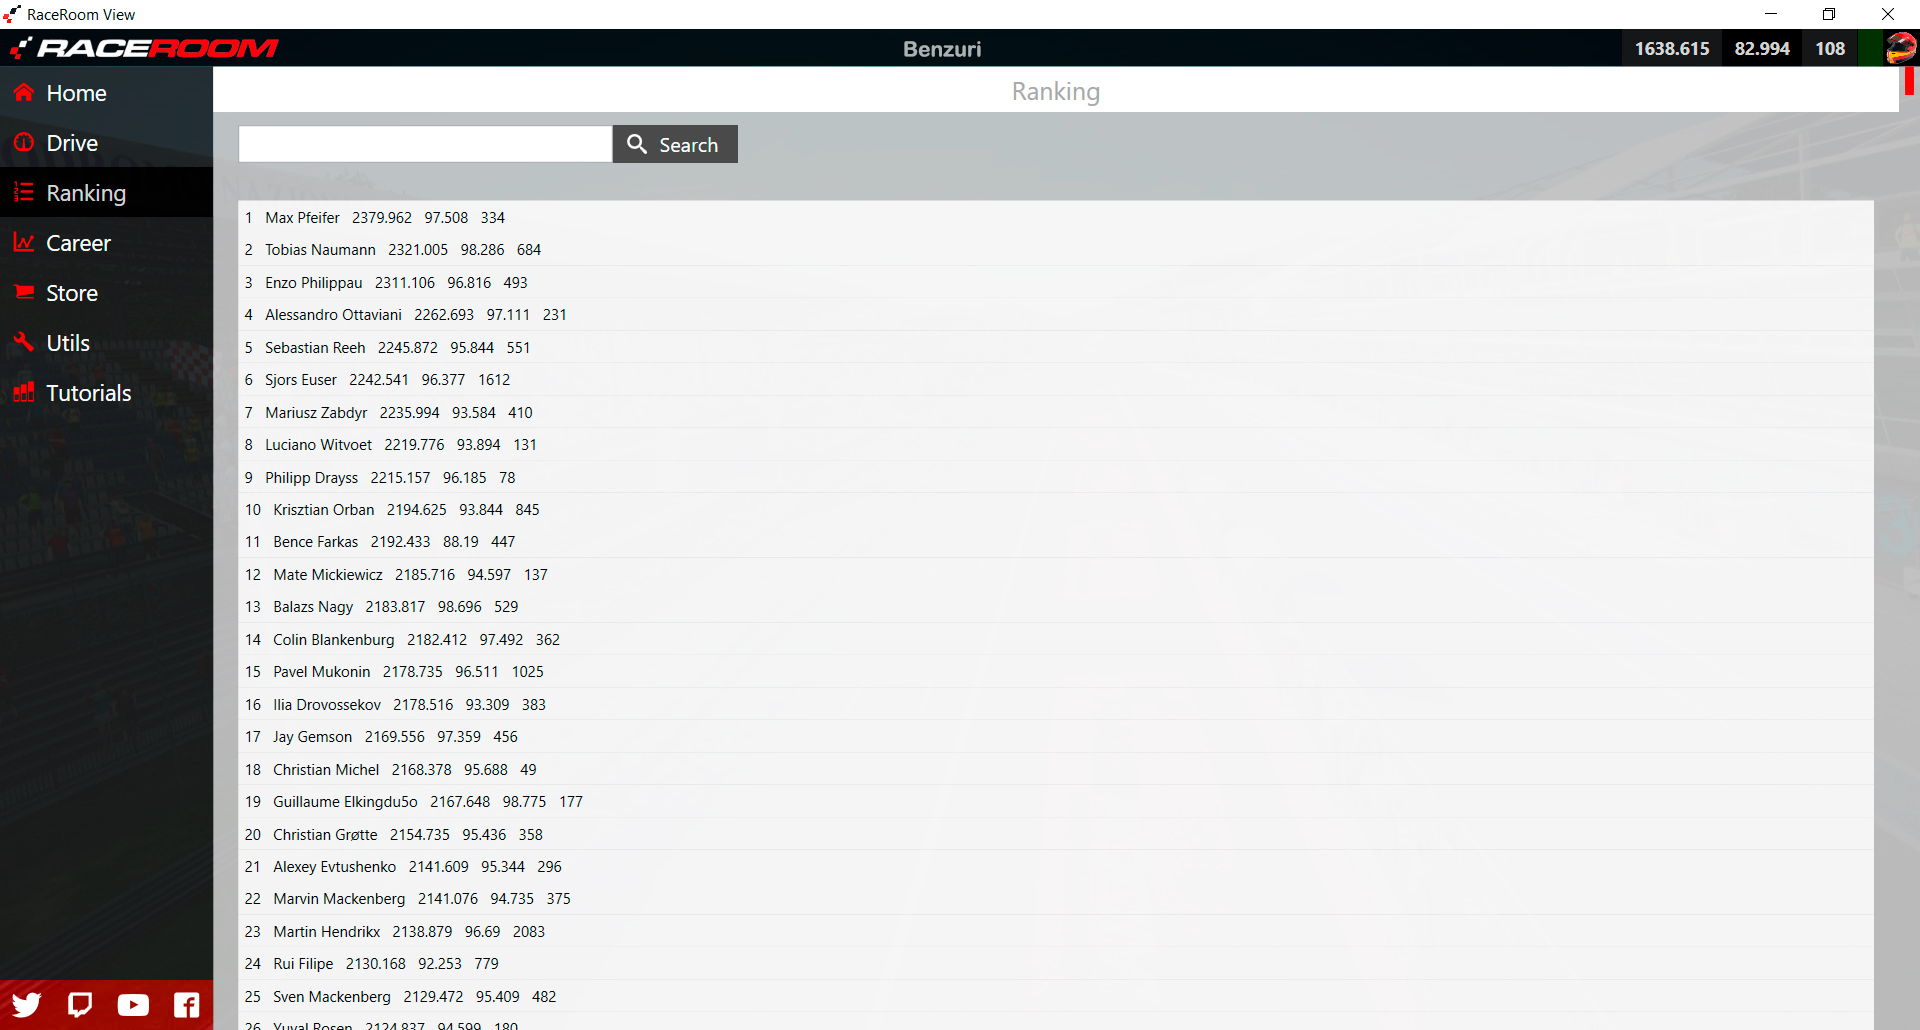 RaceRoom View
RACEROOM
Benzuri
1638.615 82.994 108
Home
Drive
Ranking
Career
Store
Utils
Tutorials
Ranking
Search
1 Max Pfeifer 2379.962 97.508 334
2 Tobias Naumann 2321.005 98.286 684
3 Enzo Philippau 2311.106 96.816 493
4 Alessandro Ottaviani 2262.693 97.111 231
5 Sebastian Reeh 2245.872 95.844 551
6 Sjors Euser 2242.541 96.377 1612
7 Mariusz Zabdyr 2235.994 93.584 410
8 Luciano Witvoet 2219.776 93.894 131
9 Philipp Drayss 2215.157 96.185 78
10 Krisztian Orban 2194.625 93.844 845
11 Bence Farkas 2192.433 88.19 447
12 Mate Mickiewicz 2185.716 94.597 137
13 Balazs Nagy 2183.817 98.696 529
14 Colin Blankenburg 2182.412 97.492 362
15 Pavel Mukonin 2178.735 96.511 1025
16 Ilia Drovossekov 2178.516 93.309 383
17 Jay Gemson 2169.556 97.359 456
18 Christian Michel 2168.378 95.688 49
19 Guillaume Elkingdu5o 2167.648 98.775 177
20 Christian Grøtte 2154.735 95.436 358
21 Alexey Evtushenko 2141.609 95.344 296
22 Marvin Mackenberg 2141.076 94.735 375
23 Martin Hendrikx 2138.879 96.69 2083
24 Rui Filipe 2130.168 92.253 779
25 Sven Mackenberg 2129.472 95.409 482
26 Yuval Rosen 2124.837 94.599 180